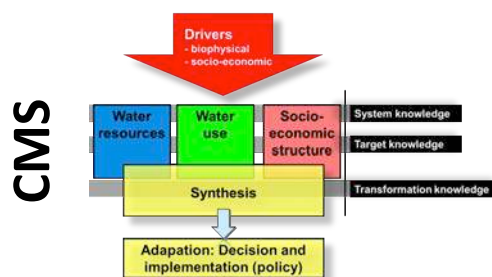 CMS
Drivers
- biophysical
- socio-economic
Water
resources
Water
use
Socio-
economic
structure
System knowledge
Target knowledge
Transformation knowledge
Synthesis
Adapation: Decision and
implementation (policy)